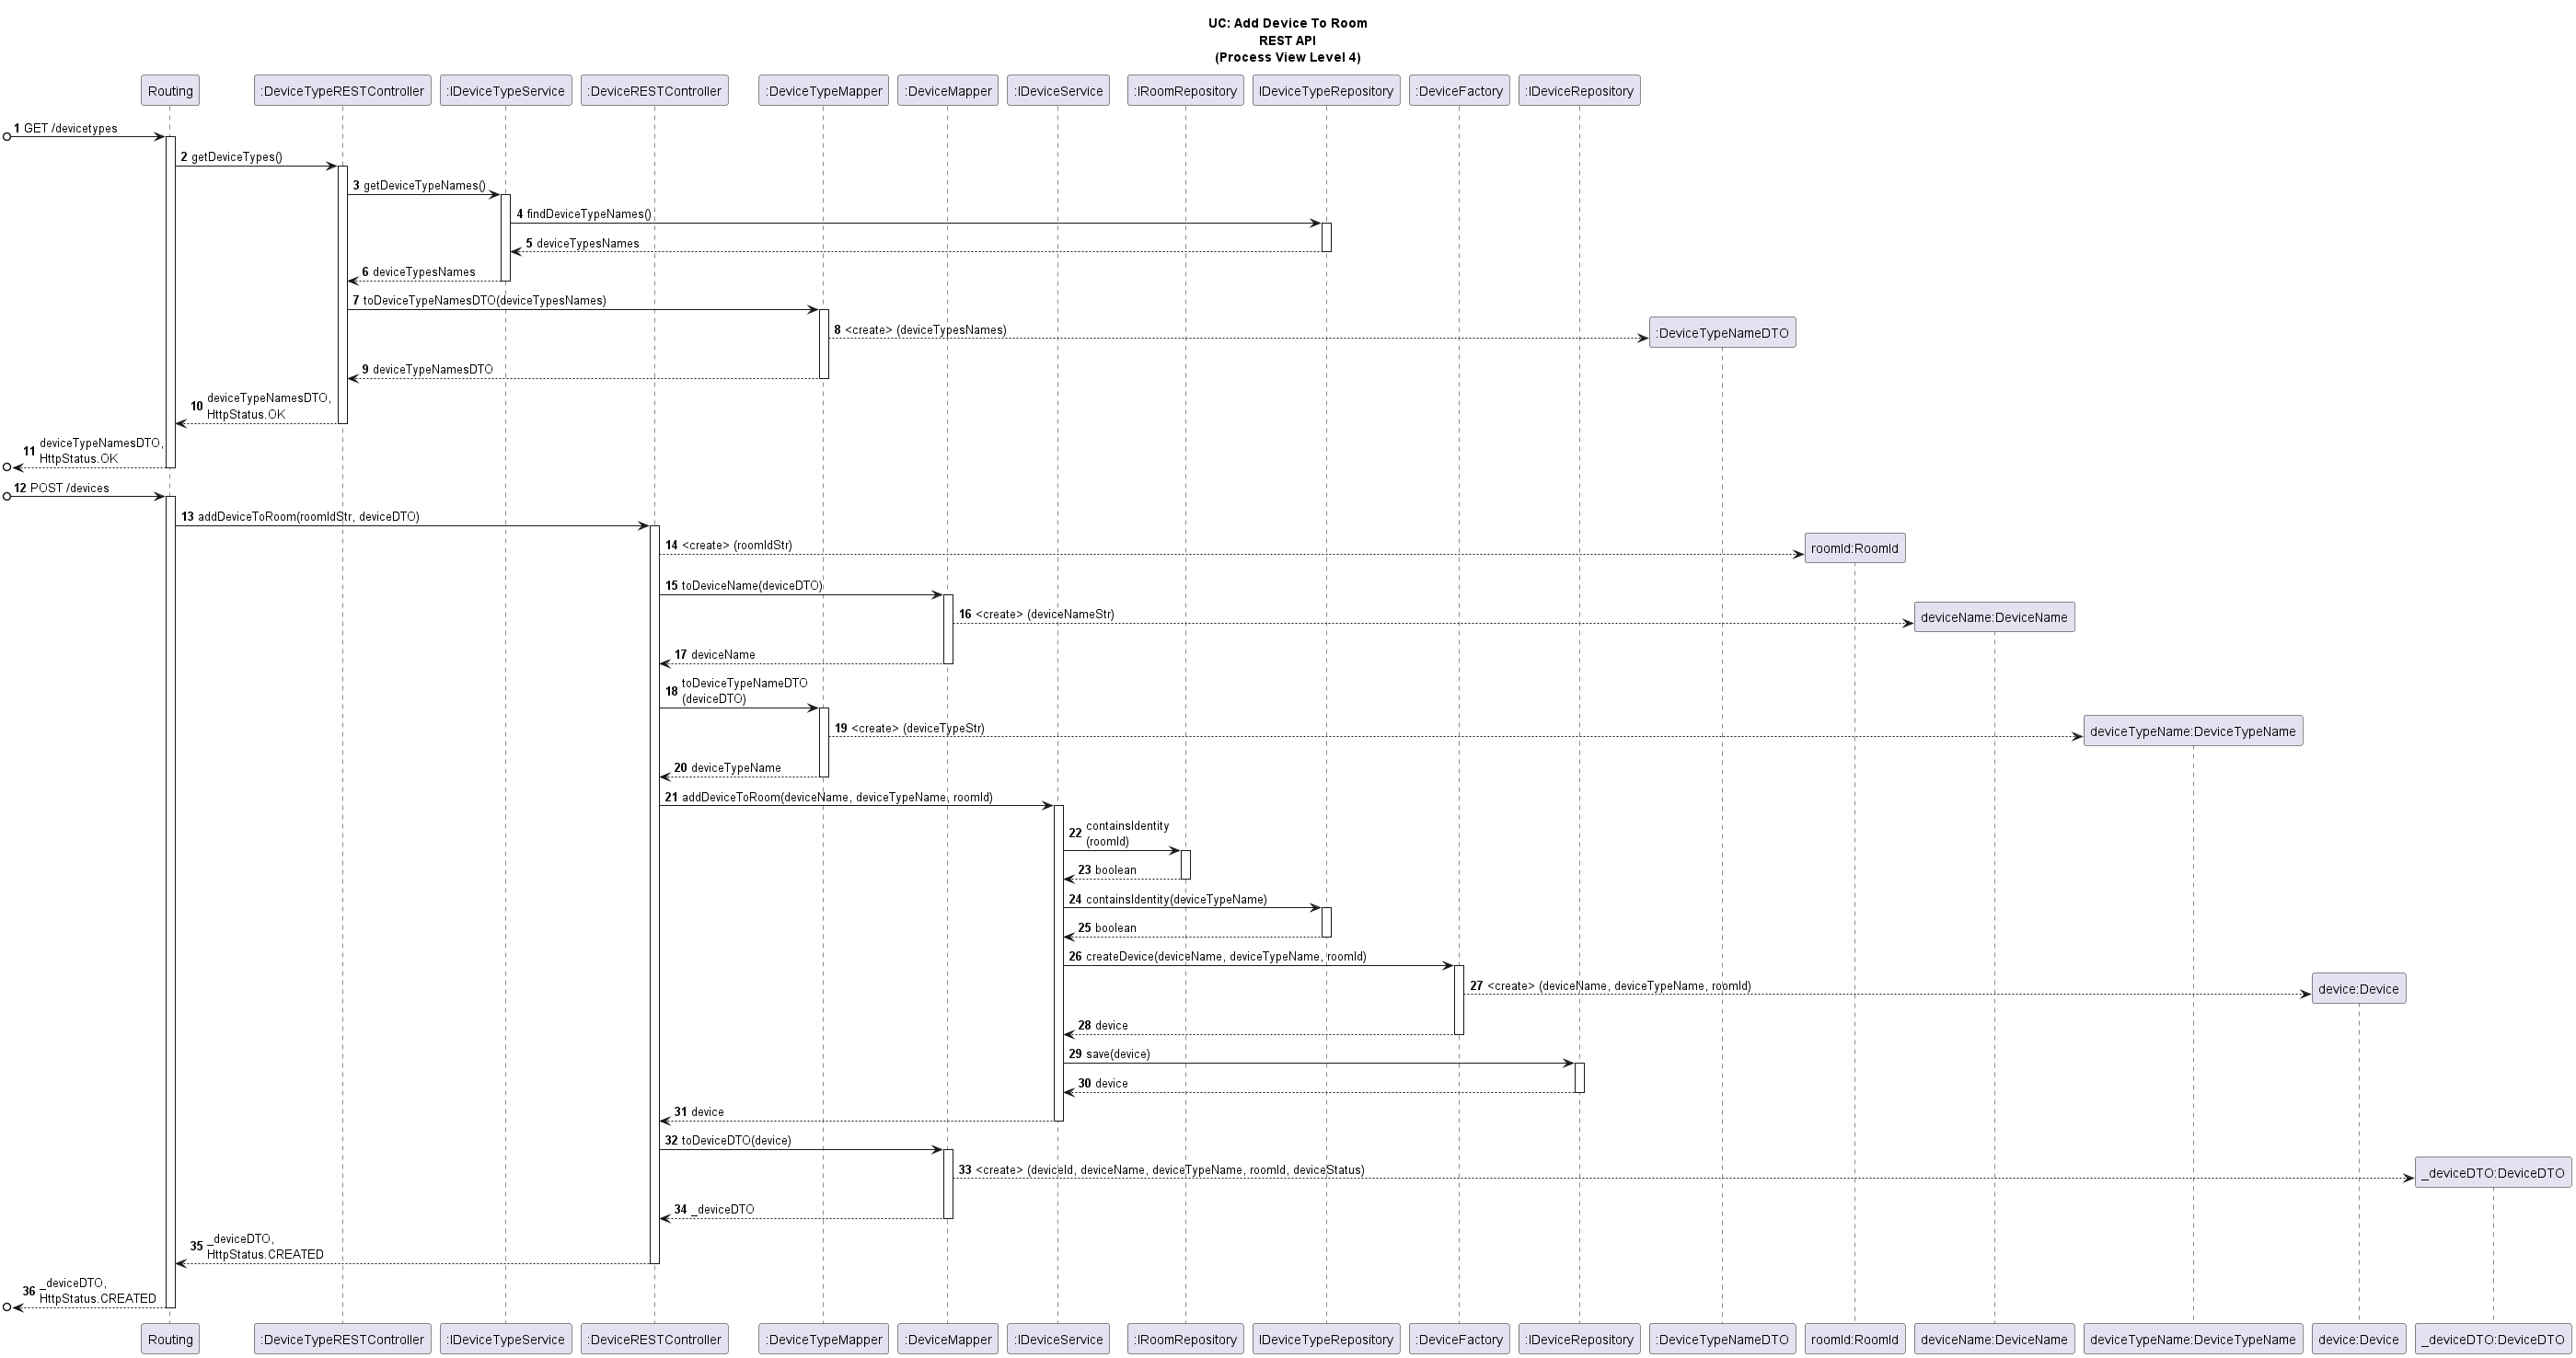 UC: Add Device To Room
REST API
(Process View Level 4)
Routing
:DeviceTypeRESTController
:IDeviceTypeService
:DeviceRESTController
:DeviceTypeMapper
:DeviceMapper
:IDeviceService
:IRoomRepository
IDeviceTypeRepository
:DeviceFactory
:IDeviceRepository
1 GET /devicetypes
2 getDeviceTypes()
3 getDeviceTypeNames()
4 findDeviceTypeNames()
5 deviceTypesNames
6 deviceTypesNames
7 toDeviceTypeNamesDTO(deviceTypesNames)
8 <create> (deviceTypesNames)
:DeviceTypeNameDTO
9 deviceTypeNamesDTO
10 deviceTypeNamesDTO,
HttpStatus.OK
11 deviceTypeNamesDTO,
HttpStatus.OK
12 POST /devices
13 addDeviceToRoom(roomIdStr, deviceDTO)
14 <create> (roomIdStr)
roomId:RoomId
15 toDeviceName(deviceDTO)
16 <create> (deviceNameStr)
deviceName:DeviceName
17 deviceName
18 toDeviceTypeNameDTO
(deviceDTO)
19 <create> (deviceTypeStr)
deviceTypeName:DeviceTypeName
20 deviceTypeName
21 addDeviceToRoom(deviceName, deviceTypeName, roomId)
22 containsIdentity
(roomId)
23 boolean
24 containsIdentity(deviceTypeName)
25 boolean
26 createDevice(deviceName, deviceTypeName, roomId)
27 <create> (deviceName, deviceTypeName, roomId)
device:Device
28 device
29 save(device)
30 device
31 device
32 toDeviceDTO(device)
33 <create> (deviceId, deviceName, deviceTypeName, roomId, deviceStatus)
_deviceDTO:DeviceDTO
34 _deviceDTO
35 _deviceDTO,
HttpStatus.CREATED
36 _deviceDTO,
HttpStatus.CREATED
Routing
:DeviceTypeRESTController
:IDeviceTypeService
:DeviceRESTController
:DeviceTypeMapper
:DeviceMapper
:IDeviceService
:IRoomRepository
IDeviceTypeRepository
:DeviceFactory
:IDeviceRepository
:DeviceTypeNameDTO
roomId:RoomId
deviceName:DeviceName
deviceTypeName:DeviceTypeName
device:Device
_deviceDTO:DeviceDTO